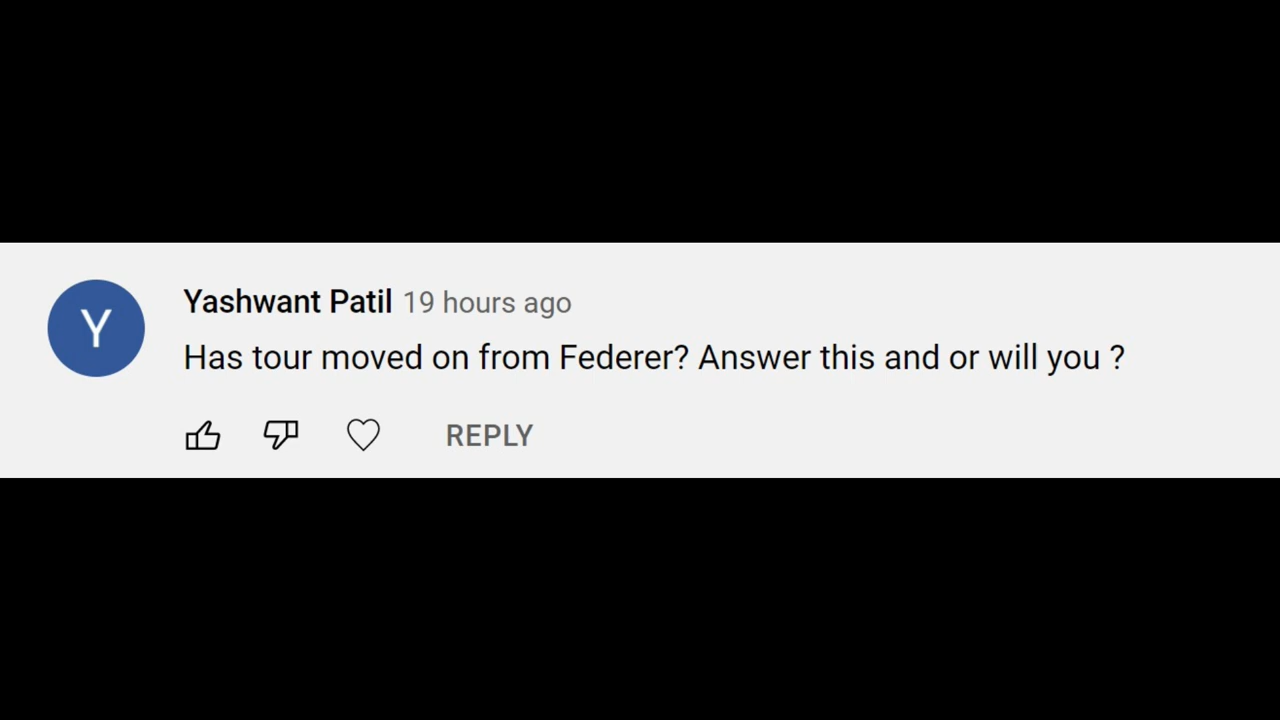 Y
Yashwant Patil 19 hours ago
Has tour moved on from Federer? Answer this and or will you ?
REPLY